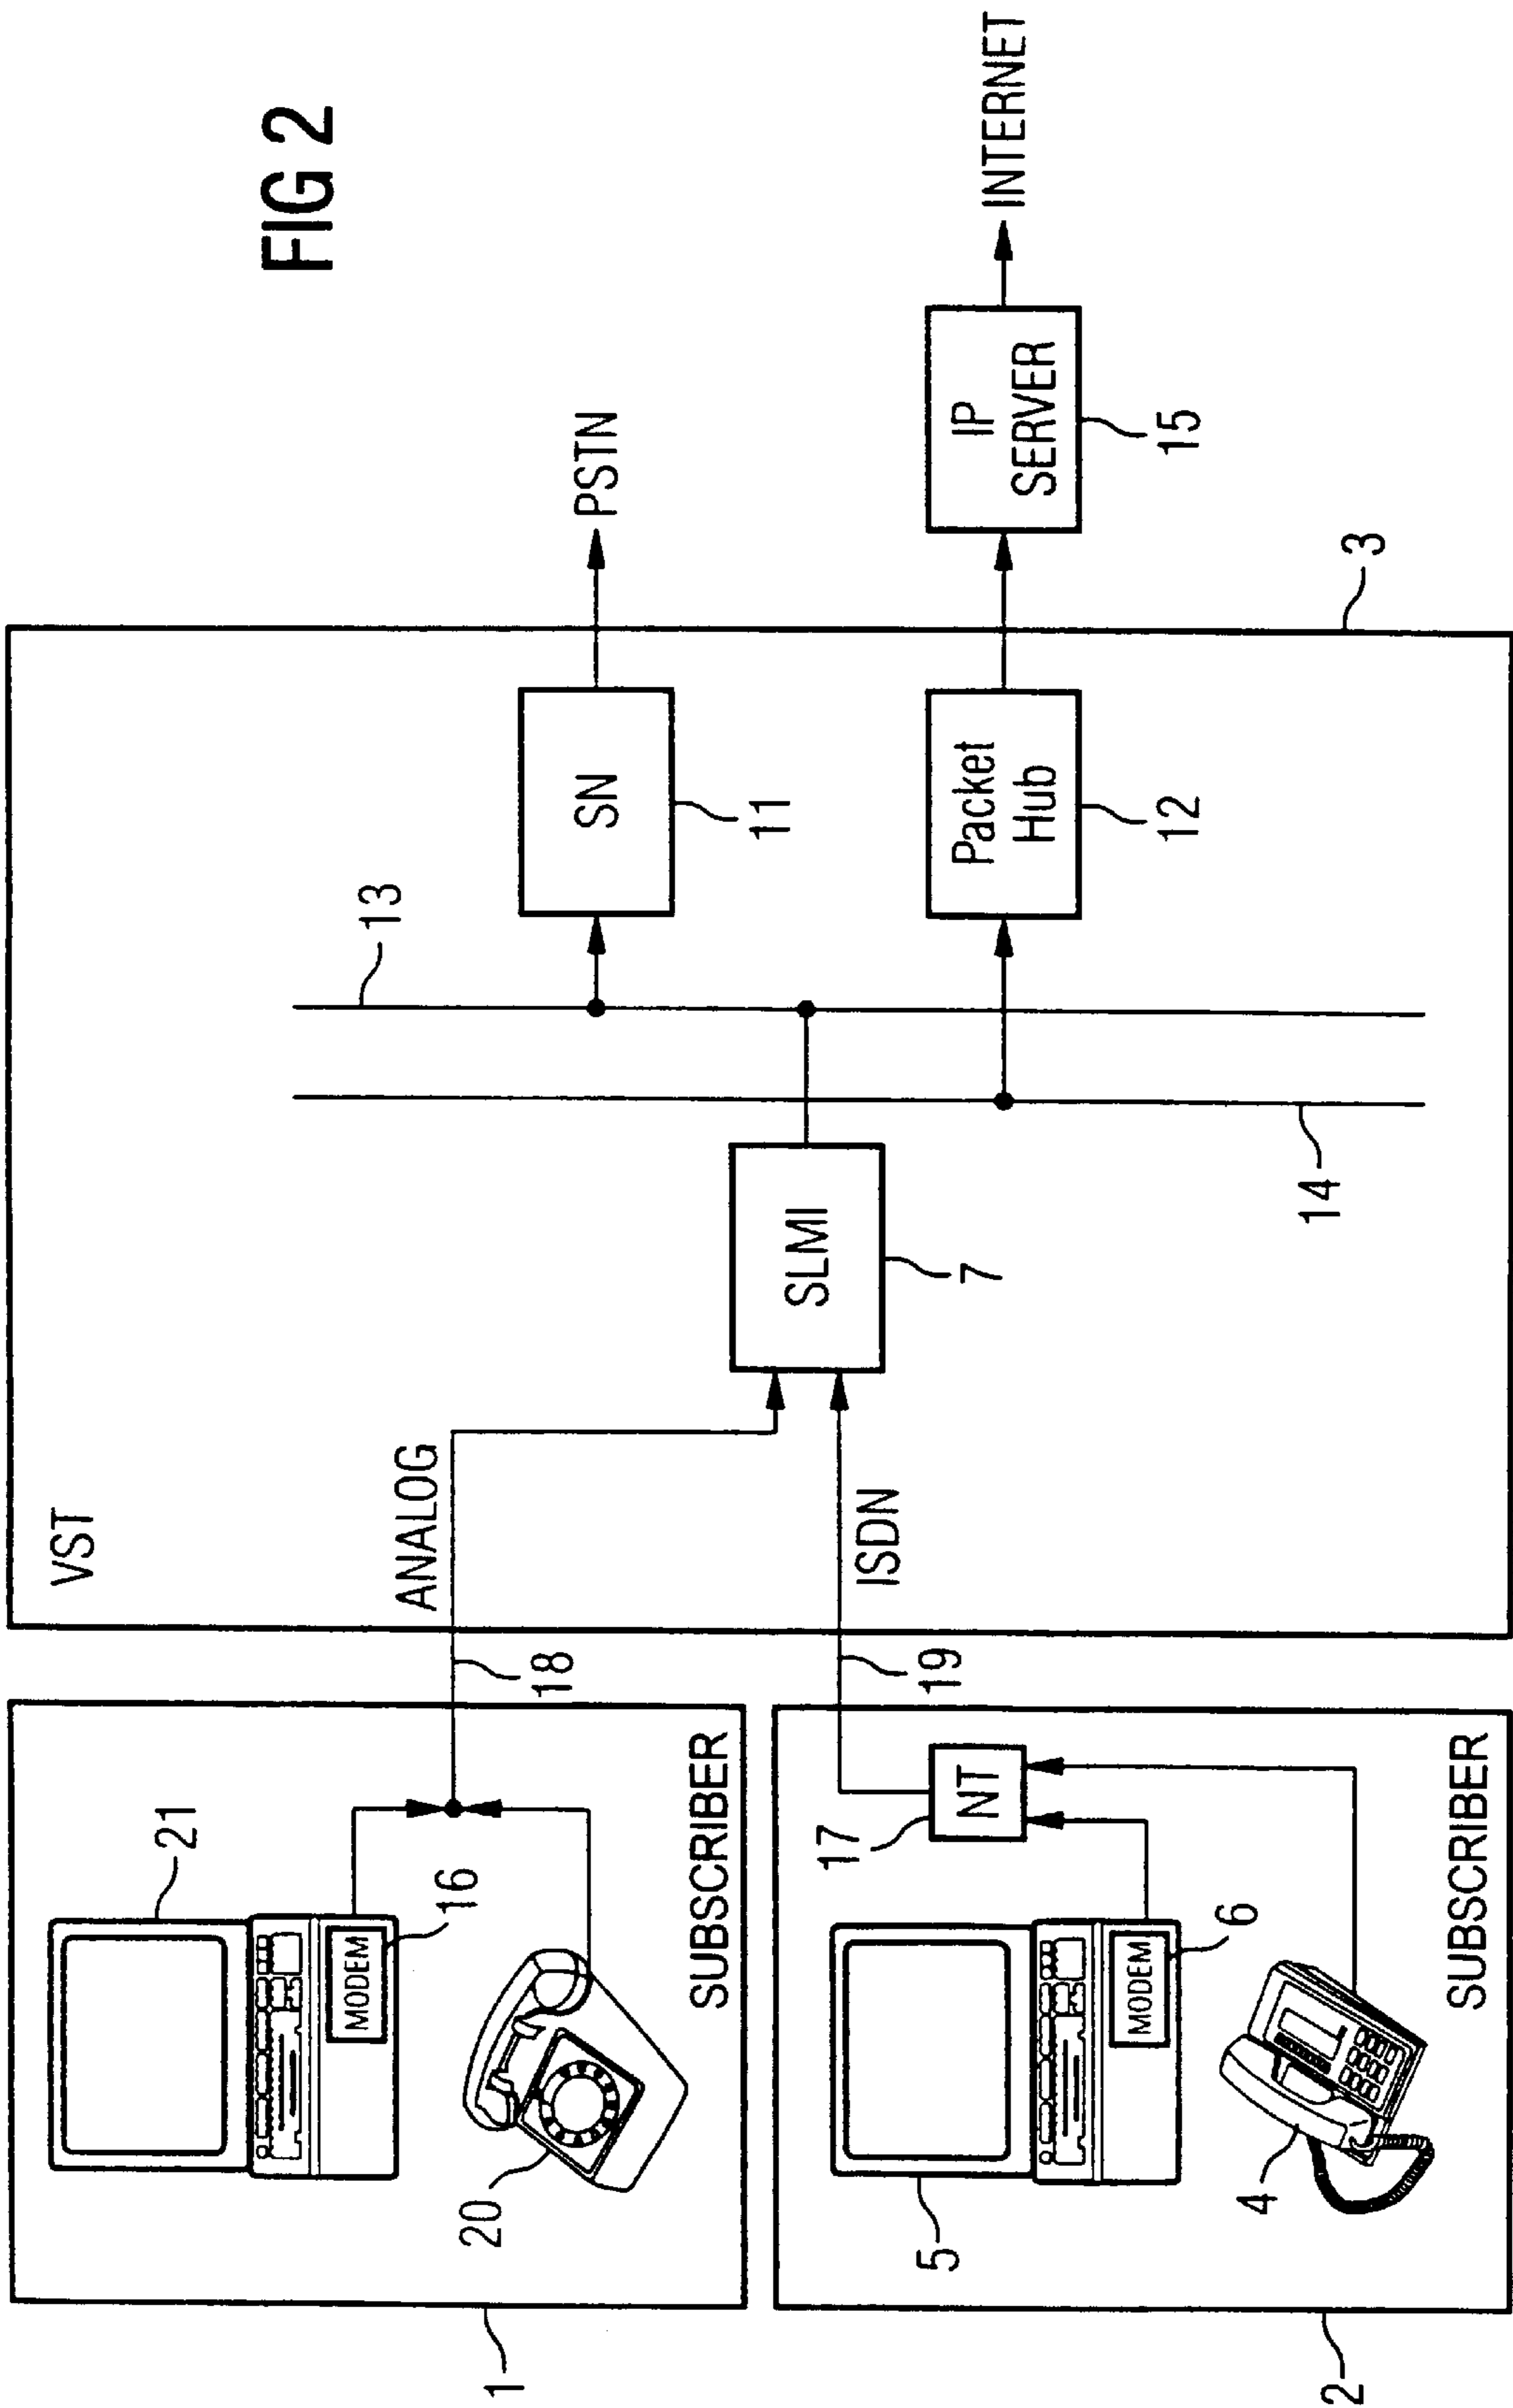 FIG 2
VST
ANALOG
ISDN
SLMI
7
13
14
SN
11
Packet
Hub
12
3
PSTN
IP
SERVER
15
INTERNET
21
MODEM
16
20
SUBSCRIBER
1
18
5
MODEM
6
4
17
NT
SUBSCRIBER
2
19